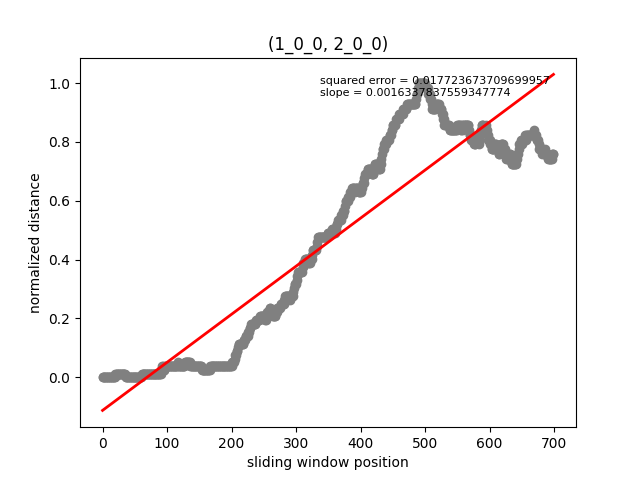 (1_0_0, 2_0_0)
squared error = 0.017723673709699957
slope = 0.0016337837559347774
1.0
0.8
0.6
0.4
0.2
0.0
normalized distance
0 100 200 300 400 500 600 700
sliding window position